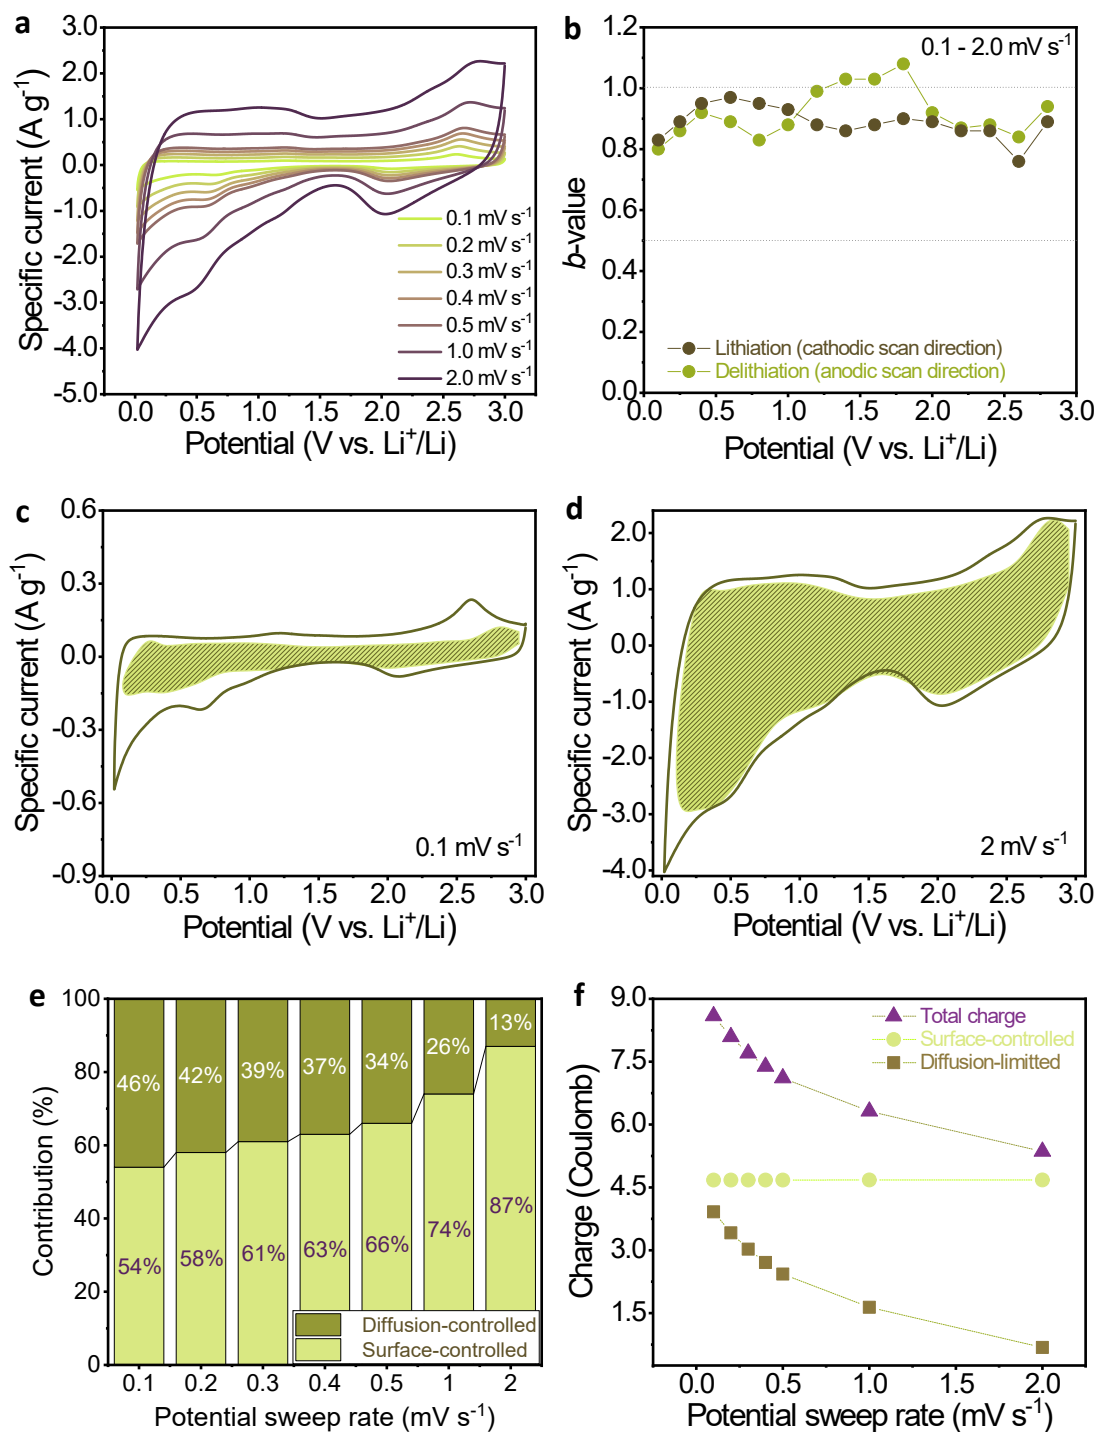 a
3.0
2.0
1.0
0.0
-1.0
-2.0
-3.0
-4.0
-5.0
Specific current (A g⁻¹)
0.1 mV s⁻¹
0.2 mV s⁻¹
0.3 mV s⁻¹
0.4 mV s⁻¹
0.5 mV s⁻¹
1.0 mV s⁻¹
2.0 mV s⁻¹
0.0 0.5 1.0 1.5 2.0 2.5 3.0
Potential (V vs. Li⁺/Li)
b
1.2
1.0
0.8
0.6
0.4
0.2
0.0
b-value
0.1 - 2.0 mV s⁻¹
Lithiation (cathodic scan direction)
Delithiation (anodic scan direction)
0.0 0.5 1.0 1.5 2.0 2.5 3.0
Potential (V vs. Li⁺/Li)
c
0.6
0.3
0.0
-0.3
-0.6
-0.9
Specific current (A g⁻¹)
0.1 mV s⁻¹
0.0 0.5 1.0 1.5 2.0 2.5 3.0
Potential (V vs. Li⁺/Li)
d
2.0
1.0
0.0
-1.0
-2.0
-3.0
-4.0
Specific current (A g⁻¹)
2 mV s⁻¹
0.0 0.5 1.0 1.5 2.0 2.5 3.0
Potential (V vs. Li⁺/Li)
e
100
80
60
40
20
0
Contribution (%)
46% 42% 39% 37% 34% 26% 13%
54% 58% 61% 63% 66% 74% 87%
Diffusion-controlled
Surface-controlled
0.1 0.2 0.3 0.4 0.5 1 2
Potential sweep rate (mV s⁻¹)
f
9.0
7.5
6.0
4.5
3.0
1.5
Charge (Coulomb)
Total charge
Surface-controlled
Diffusion-limitted
0.0 0.5 1.0 1.5 2.0
Potential sweep rate (mV s⁻¹)